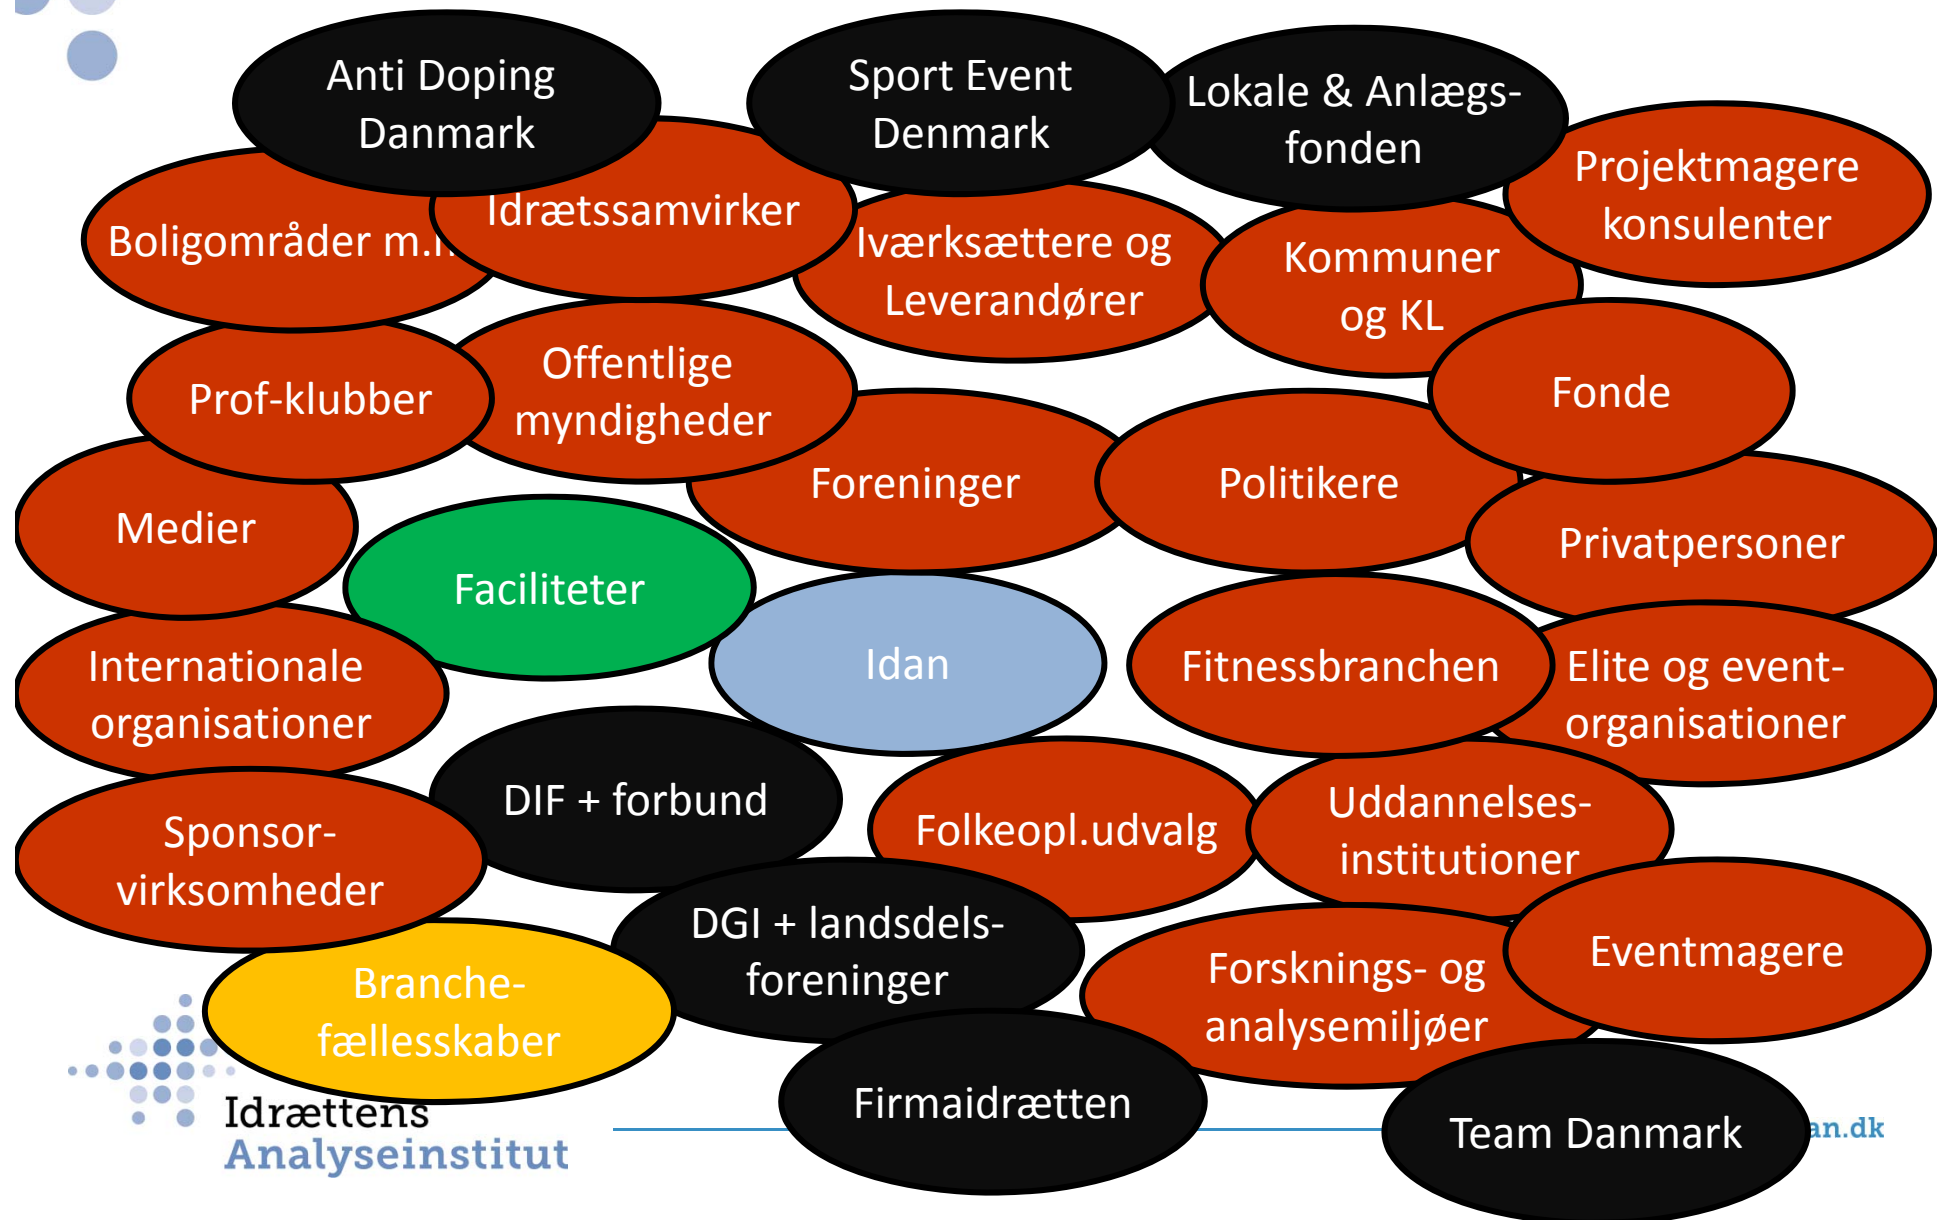 Anti Doping
Danmark
Sport Event
Denmark
Lokale & Anlægs-
fonden
Projektmagere
konsulenter
Boligområder
Idrætssamvirker
Iværksættere og
Leverandører
Kommuner
og KL
Prof-klubber
Offentlige
myndigheder
Fonde
Medier
Foreninger
Politikere
Privatpersoner
Faciliteter
Idan
Fitnessbranchen
Internationale
organisationer
Elite og event-
organisationer
DIF + forbund
Sponsor-
virksomheder
Folkeopl.udvalg
Uddannelses-
institutioner
DGI + landsdels-
foreninger
Eventmagere
Branche-
fællesskaber
Forsknings- og
analysemiljøer
Firmaidrætten
Team Danmark
Idrættens
Analyseinstitut
an.dk